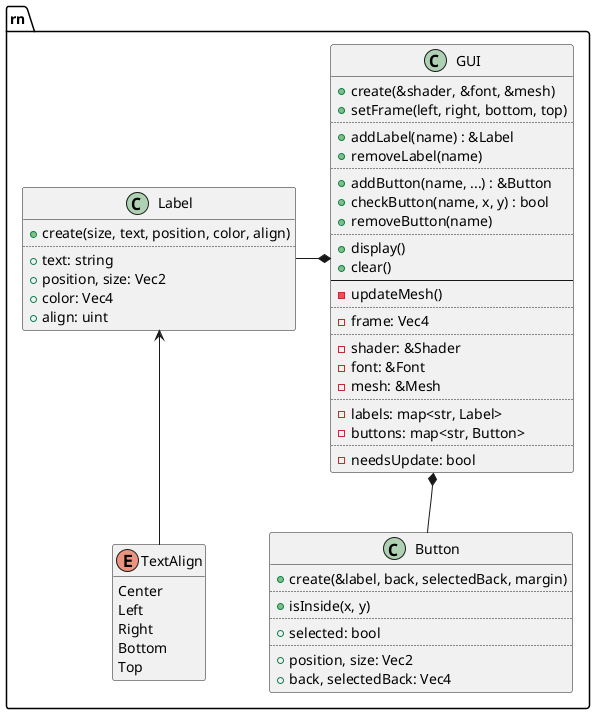 rn
C GUI
+create(&shader, &font, &mesh)
setFrame(left, right, bottom, top)
addLabel(name) : &Label
removeLabel(name)
addButton(name, ...) : &Button
checkButton(name, x, y) : bool
removeButton(name)
display()
clear()
updateMesh()
frame: Vec4
shader: &Shader
font: &Font
mesh: &Mesh
labels: map<str, Label>
buttons: map<str, Button>
needsUpdate: bool
C Label
create(size, text, position, color, align)
text: string
position, size: Vec2
color: Vec4
align: uint
E TextAlign
Center
Left
Right
Bottom
Top
C Button
create(&label, back, selectedBack, margin)
isInside(x, y)
selected: bool
position, size: Vec2
back, selectedBack: Vec4